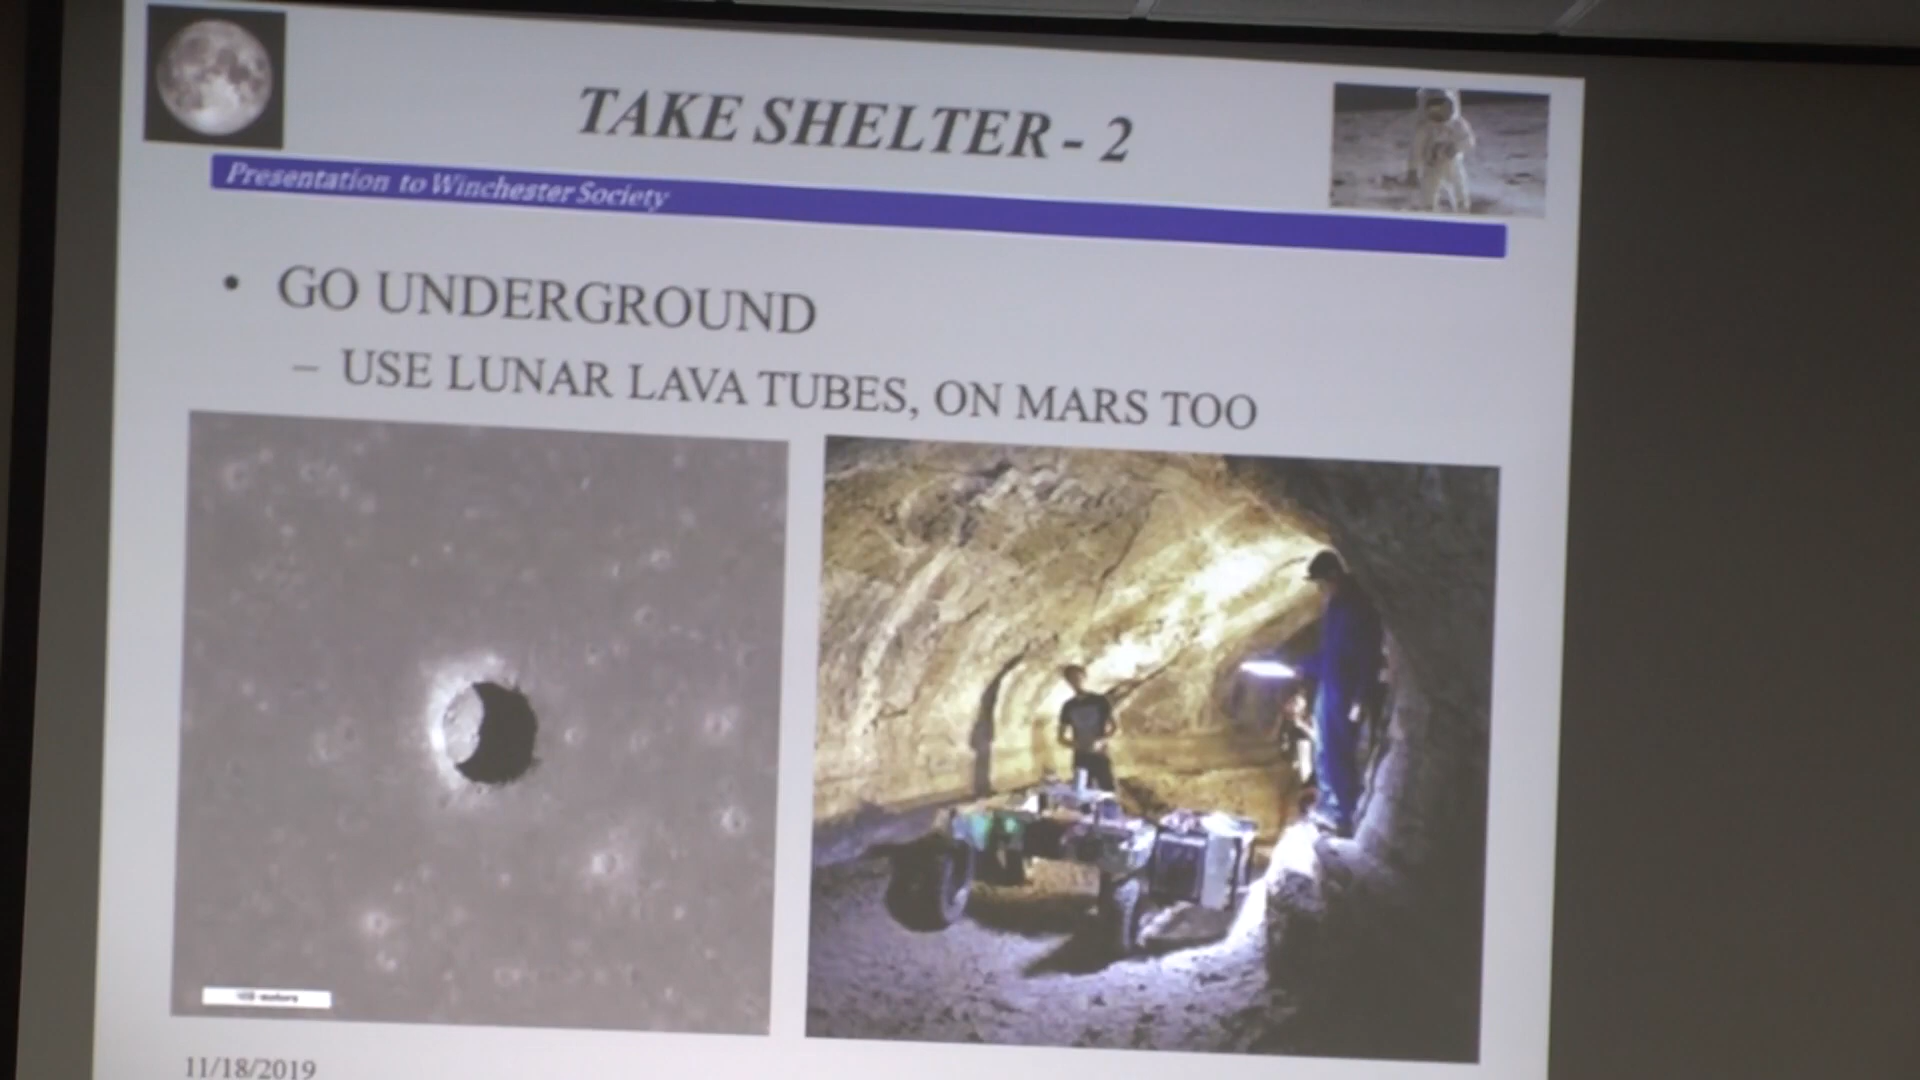 TAKE SHELTER - 2
Presentation to Winchester Society
• GO UNDERGROUND
– USE LUNAR LAVA TUBES, ON MARS TOO
meters
11/18/2019